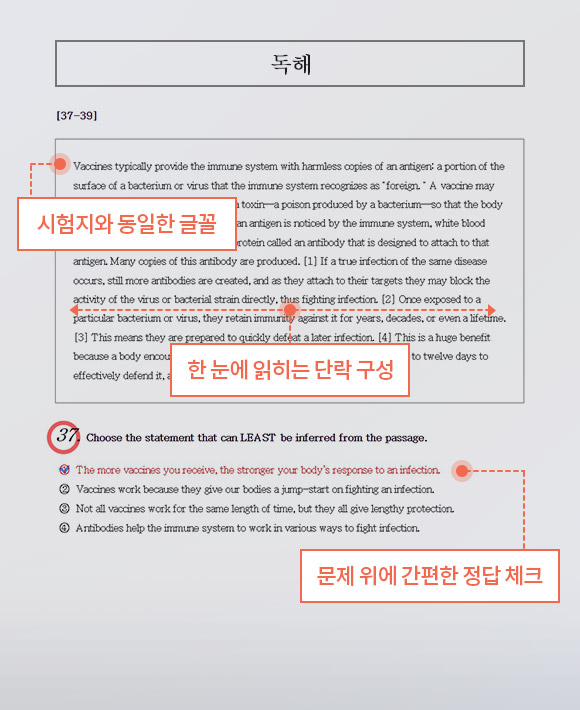 독해
[37-39]
Vaccines typically provide the immune system with harmless copies of an antigen: a portion of the
surface of a bacterium or virus that the immune system recognizes as "foreign." A vaccine may
toxin—a poison produced by a bacterium—so that the body
시험지와 동일한 글꼴
an antigen is noticed by the immune system, white blood
protein called an antibody that is designed to attach to that
antigen. Many copies of this antibody are produced. [1] If a true infection of the same disease
occurs, still more antibodies are created, and as they attach to their targets they may block the
activity of the virus or bacterial strain directly, thus fighting infection. [2] Once exposed to a
particular bacterium or virus, they retain immunity against it for years, decades, or even a lifetime.
[3] This means they are prepared to quickly defeat a later infection. [4] This is a huge benefit
because a body to twelve days to
한 눈에 읽히는 단락 구성
effectively defend it,
37. Choose the statement that can LEAST be inferred from the passage.
① The more vaccines you receive, the stronger your body's response to an infection.
② Vaccines work because they give our bodies a jump-start on fighting an infection.
③ Not all vaccines work for the same length of time, but they all give lengthy protection.
④ Antibodies help the immune system to work in various ways to fight infection.
문제 위에 간편한 정답 체크